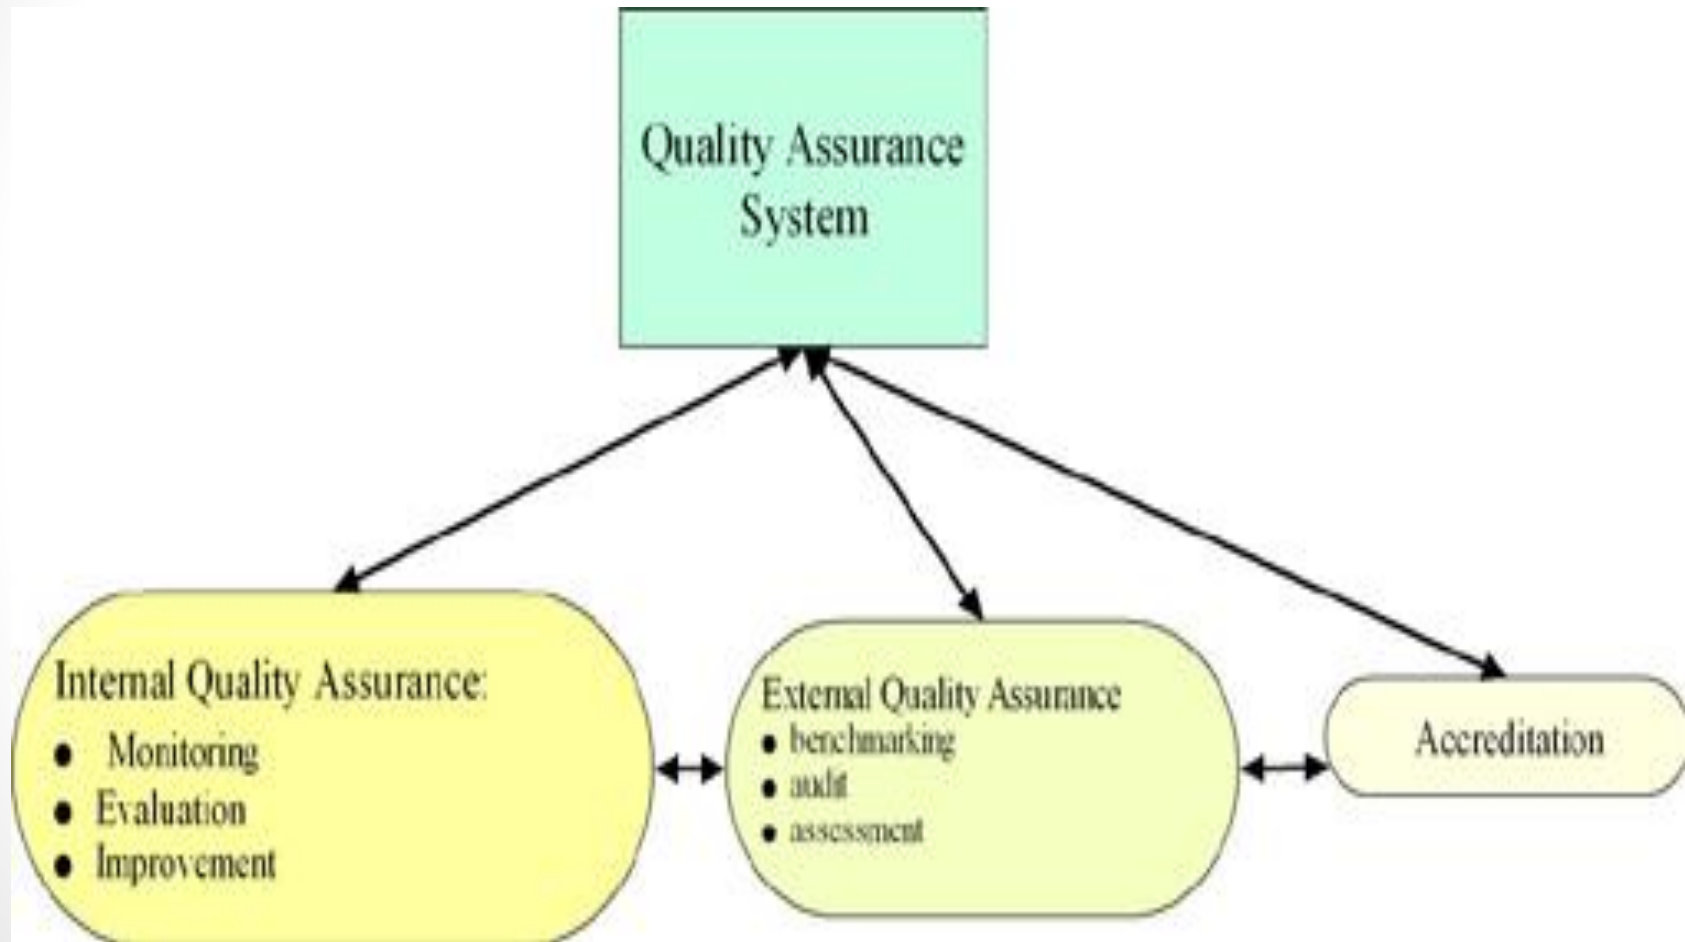 Quality Assurance
System
Internal Quality Assurance:
● Monitoring
● Evaluation
● Improvement
External Quality Assurance
● benchmarking
● audit
● assessment
Accreditation